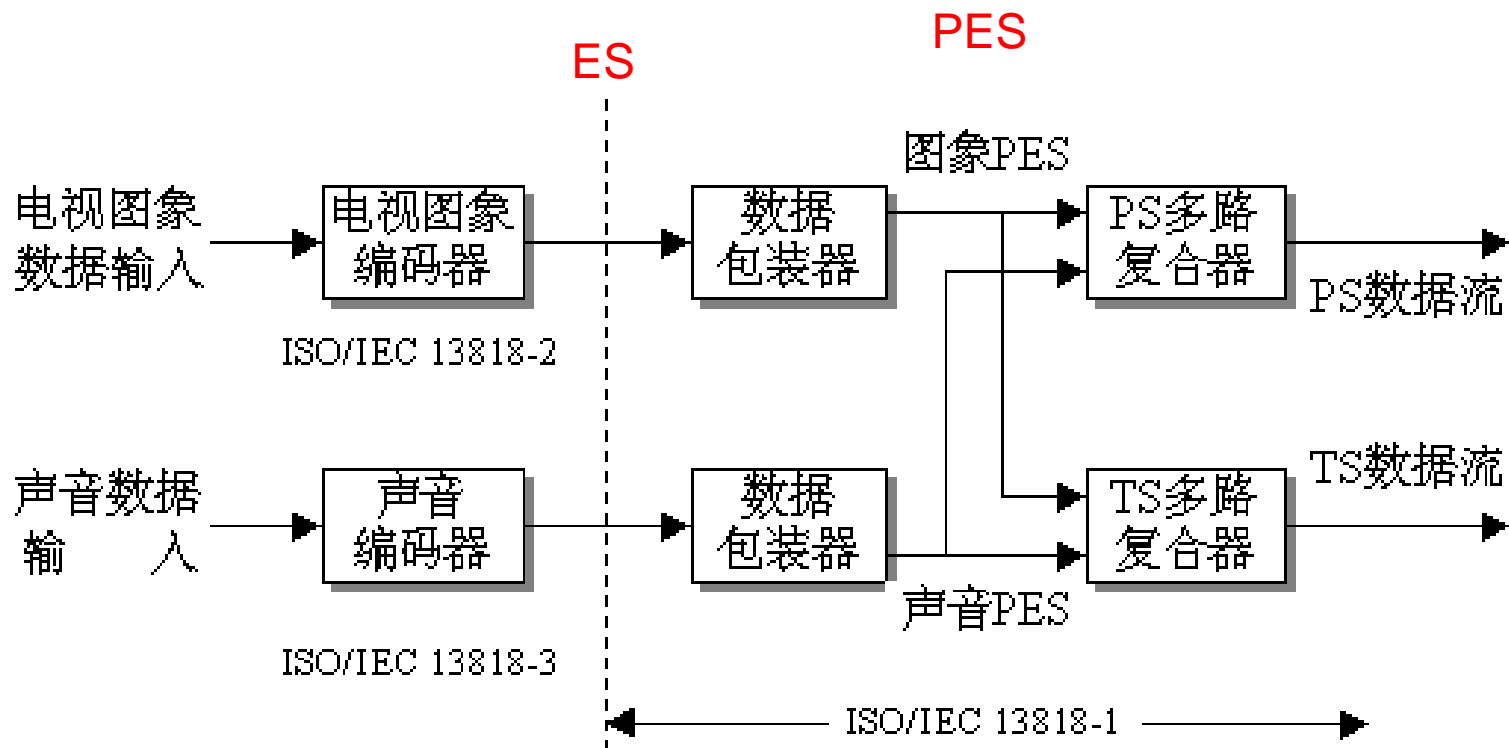 PES
ES
图象PES
电视图象
数据输入
电视图象
编码器
数据
包装器
PS多路
复合器
PS数据流
ISO/IEC 13818-2
声音数据
输 入
声音
编码器
数据
包装器
TS多路
复合器
TS数据流
声音PES
ISO/IEC 13818-3
ISO/IEC 13818-1